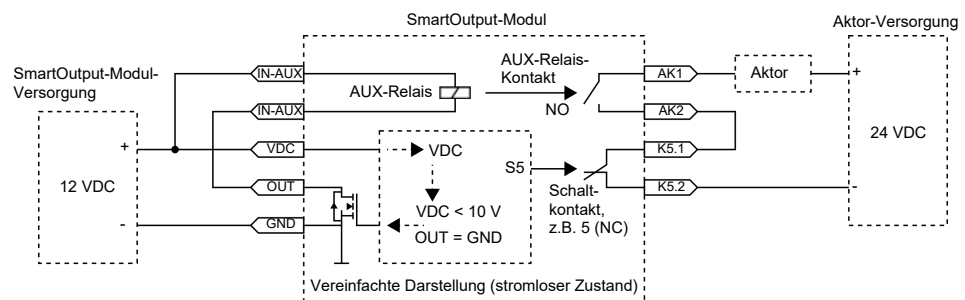 SmartOutput-Modul
Aktor-Versorgung
SmartOutput-Modul-
Versorgung
12 VDC
+
-
IN-AUX
IN-AUX
VDC
OUT
GND
AUX-Relais
AUX-Relais-
Kontakt
NO
VDC
VDC < 10 V
OUT = GND
S5
Schalt-
kontakt,
z.B. 5 (NC)
AK1
AK2
K5.1
K5.2
Aktor
+
-
24 VDC
Vereinfachte Darstellung (stromloser Zustand)